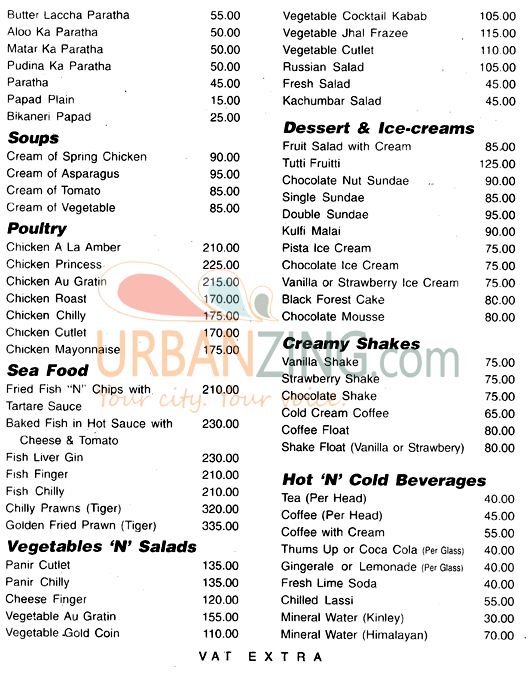 Butter Laccha Paratha 55.00
Aloo Ka Paratha 50.00
Matar Ka Paratha 50.00
Pudina Ka Paratha 50.00
Paratha 45.00
Papad Plain 15.00
Bikaneri Papad 25.00
Soups
Cream of Spring Chicken 90.00
Cream of Asparagus 95.00
Cream of Tomato 85.00
Cream of Vegetable 85.00
Poultry
Chicken A La Amber 210.00
Chicken Princess 225.00
Chicken Au Gratin 215.00
Chicken Roast 170.00
Chicken Chilly 175.00
Chicken Cutlet 170.00
Chicken Mayonnaise 175.00
Sea Food
Fried Fish "N" Chips with 210.00
Tartare Sauce
Baked Fish in Hot Sauce with 230.00
Cheese & Tomato
Fish Liver Gin 230.00
Fish Finger 210.00
Fish Chilly 210.00
Chilly Prawns (Tiger) 320.00
Golden Fried Prawn (Tiger) 335.00
Vegetables 'N' Salads
Panir Cutlet 135.00
Panir Chilly 135.00
Cheese Finger 120.00
Vegetable Au Gratin 155.00
Vegetable Gold Coin 110.00
Vegetable Cocktail Kabab 105.00
Vegetable Jhal Frazee 115.00
Vegetable Cutlet 110.00
Russian Salad 105.00
Fresh Salad 45.00
Kachumbar Salad 45.00
Dessert & Ice-creams
Fruit Salad with Cream 85.00
Tutti Fruitti 125.00
Chocolate Nut Sundae 90.00
Single Sundae 85.00
Double Sundae 95.00
Kulfi Malai 90.00
Pista Ice Cream 75.00
Chocolate Ice Cream 75.00
Vanilla or Strawberry Ice Cream 75.00
Black Forest Cake 80.00
Chocolate Mousse 80.00
Creamy Shakes
Vanilla Shake 75.00
Strawberry Shake 75.00
Chocolate Shake 75.00
Cold Cream Coffee 65.00
Coffee Float 80.00
Shake Float (Vanilla or Strawbery) 80.00
Hot 'N' Cold Beverages
Tea (Per Head) 40.00
Coffee (Per Head) 45.00
Coffee with Cream 55.00
Thums Up or Coca Cola (Per Glass) 40.00
Gingerale or Lemonade (Per Glass) 40.00
Fresh Lime Soda 40.00
Chilled Lassi 55.00
Mineral Water (Kinley) 30.00
Mineral Water (Himalayan) 70.00
VAT EXTRA
URBANZING.com
Your city. Your voice.